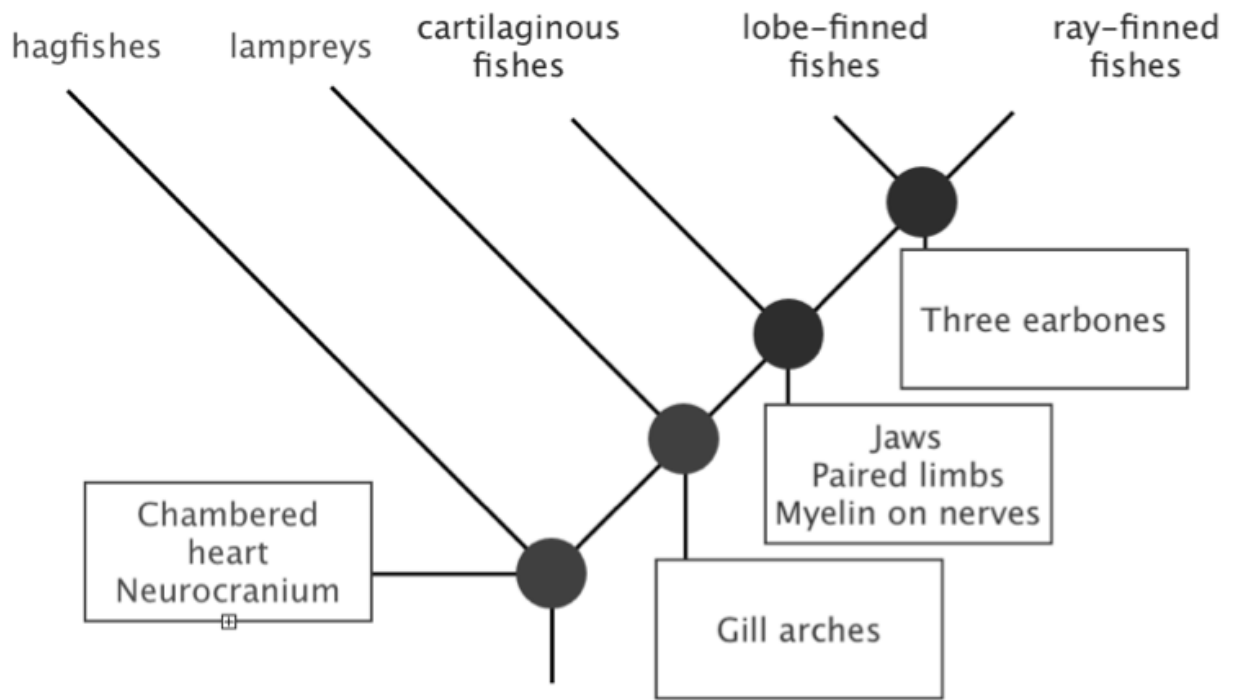 hagfishes
lampreys
cartilaginous
fishes
lobe-finned
fishes
ray-finned
fishes
Three earbones
Jaws
Paired limbs
Myelin on nerves
Chambered
heart
Neurocranium
Gill arches